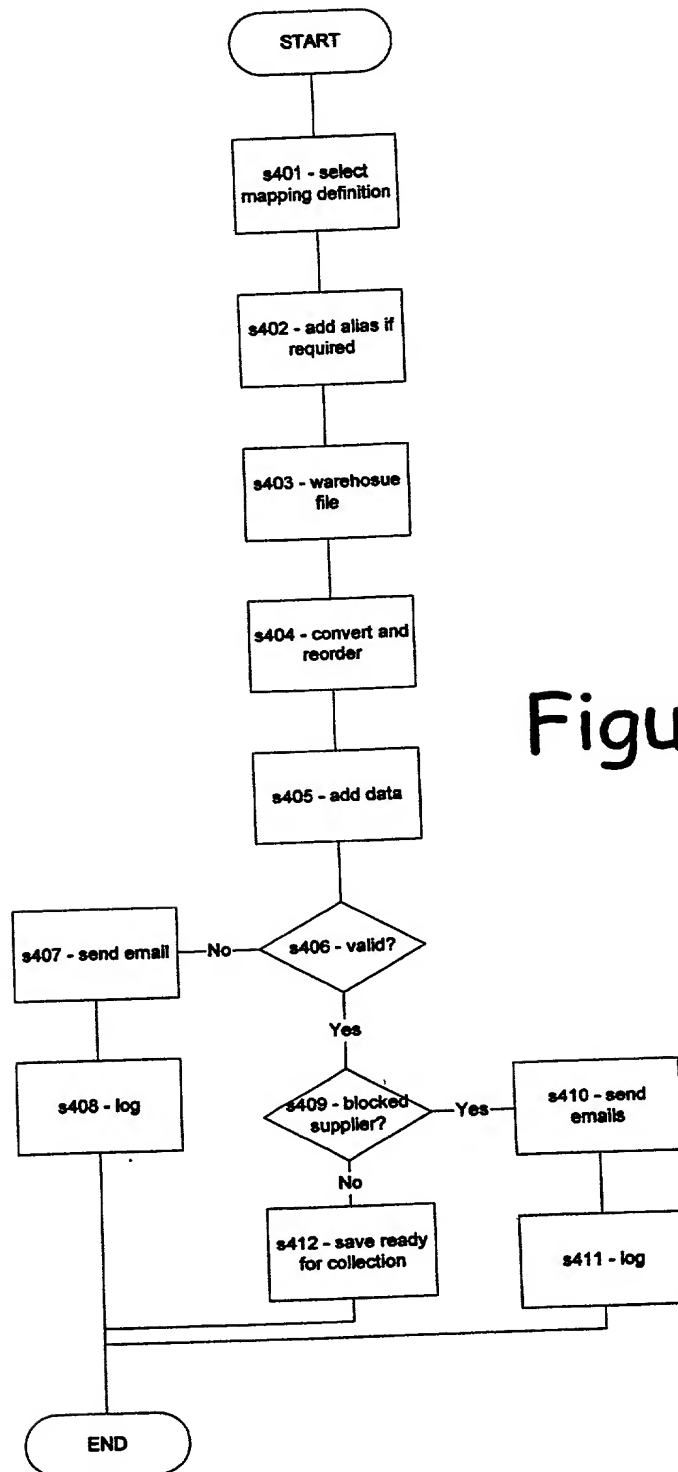 START
s401 - select
mapping definition
s402 - add alias if
required
s403 - warehosue
file
s404 - convert and
reorder
Figu
s405 - add data
s406 - valid?
No
s407 - send email
Yes
s408 - log
s409 - blocked
supplier?
Yes
s410 - send
emails
No
s412 - save ready
for collection
s411 - log
END